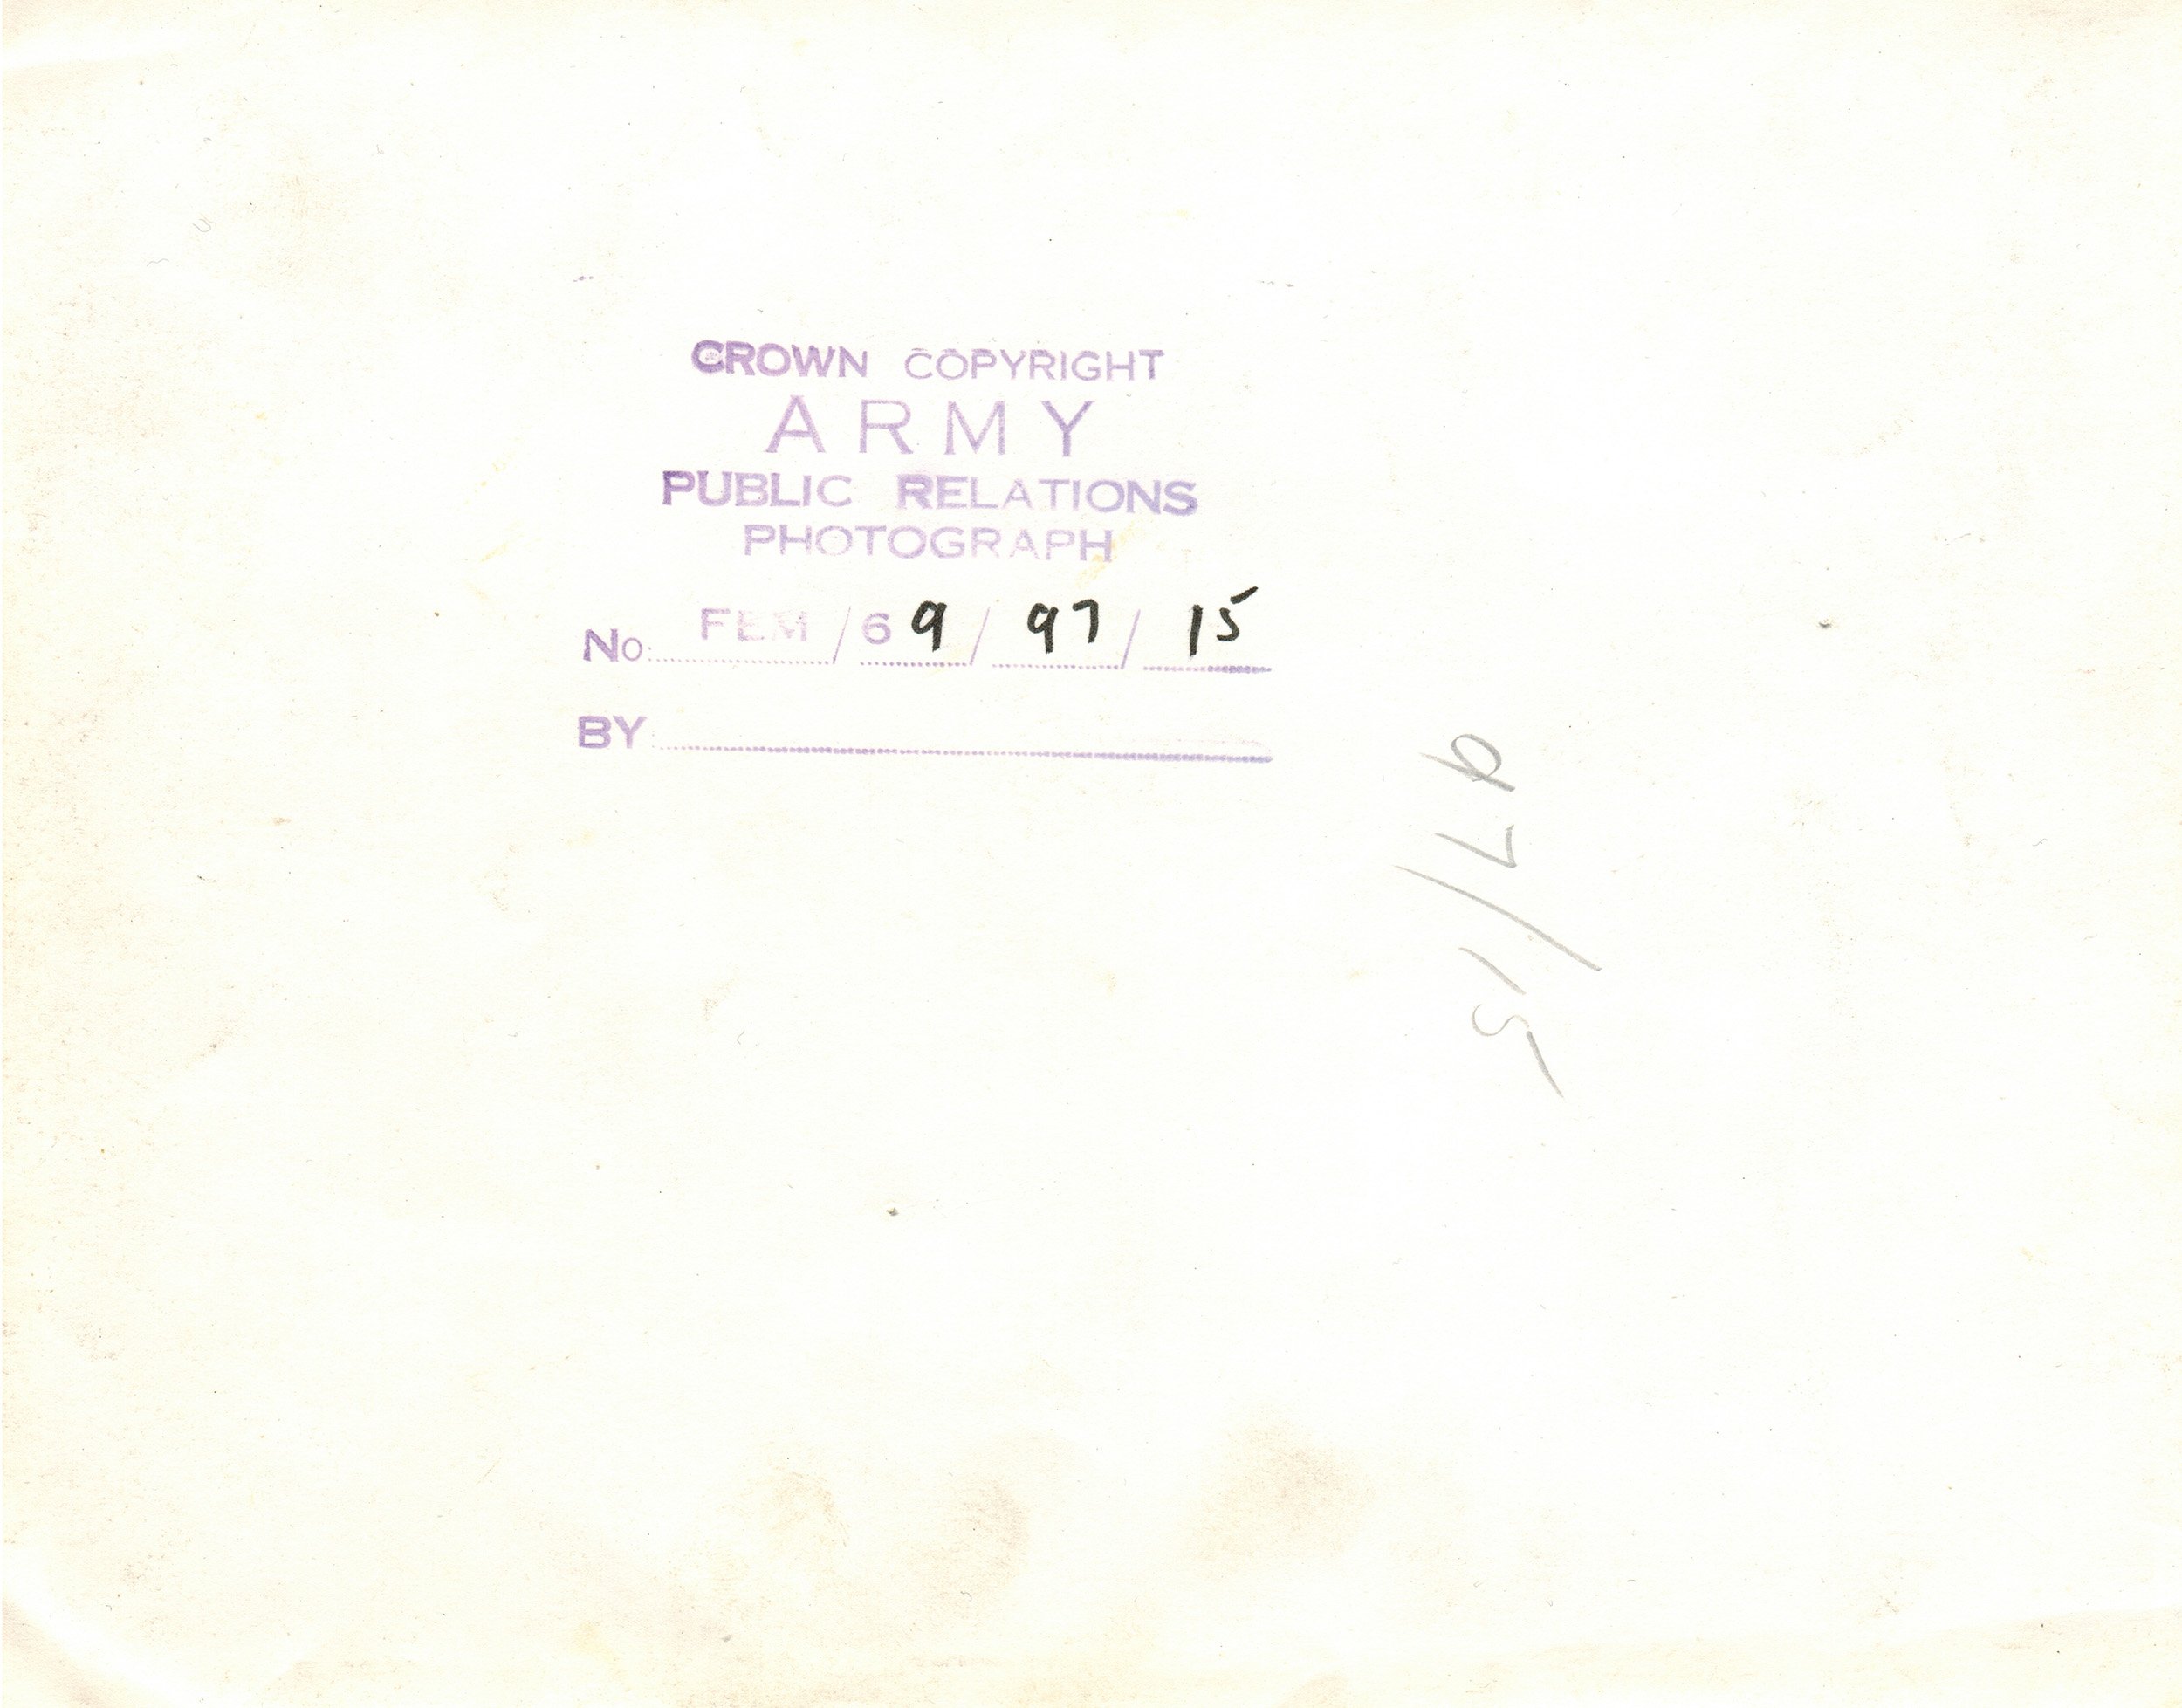 CROWN COPYRIGHT
ARMY
PUBLIC RELATIONS
PHOTOGRAPH
No. FEM / 69 / 97 / 15
BY
97/15